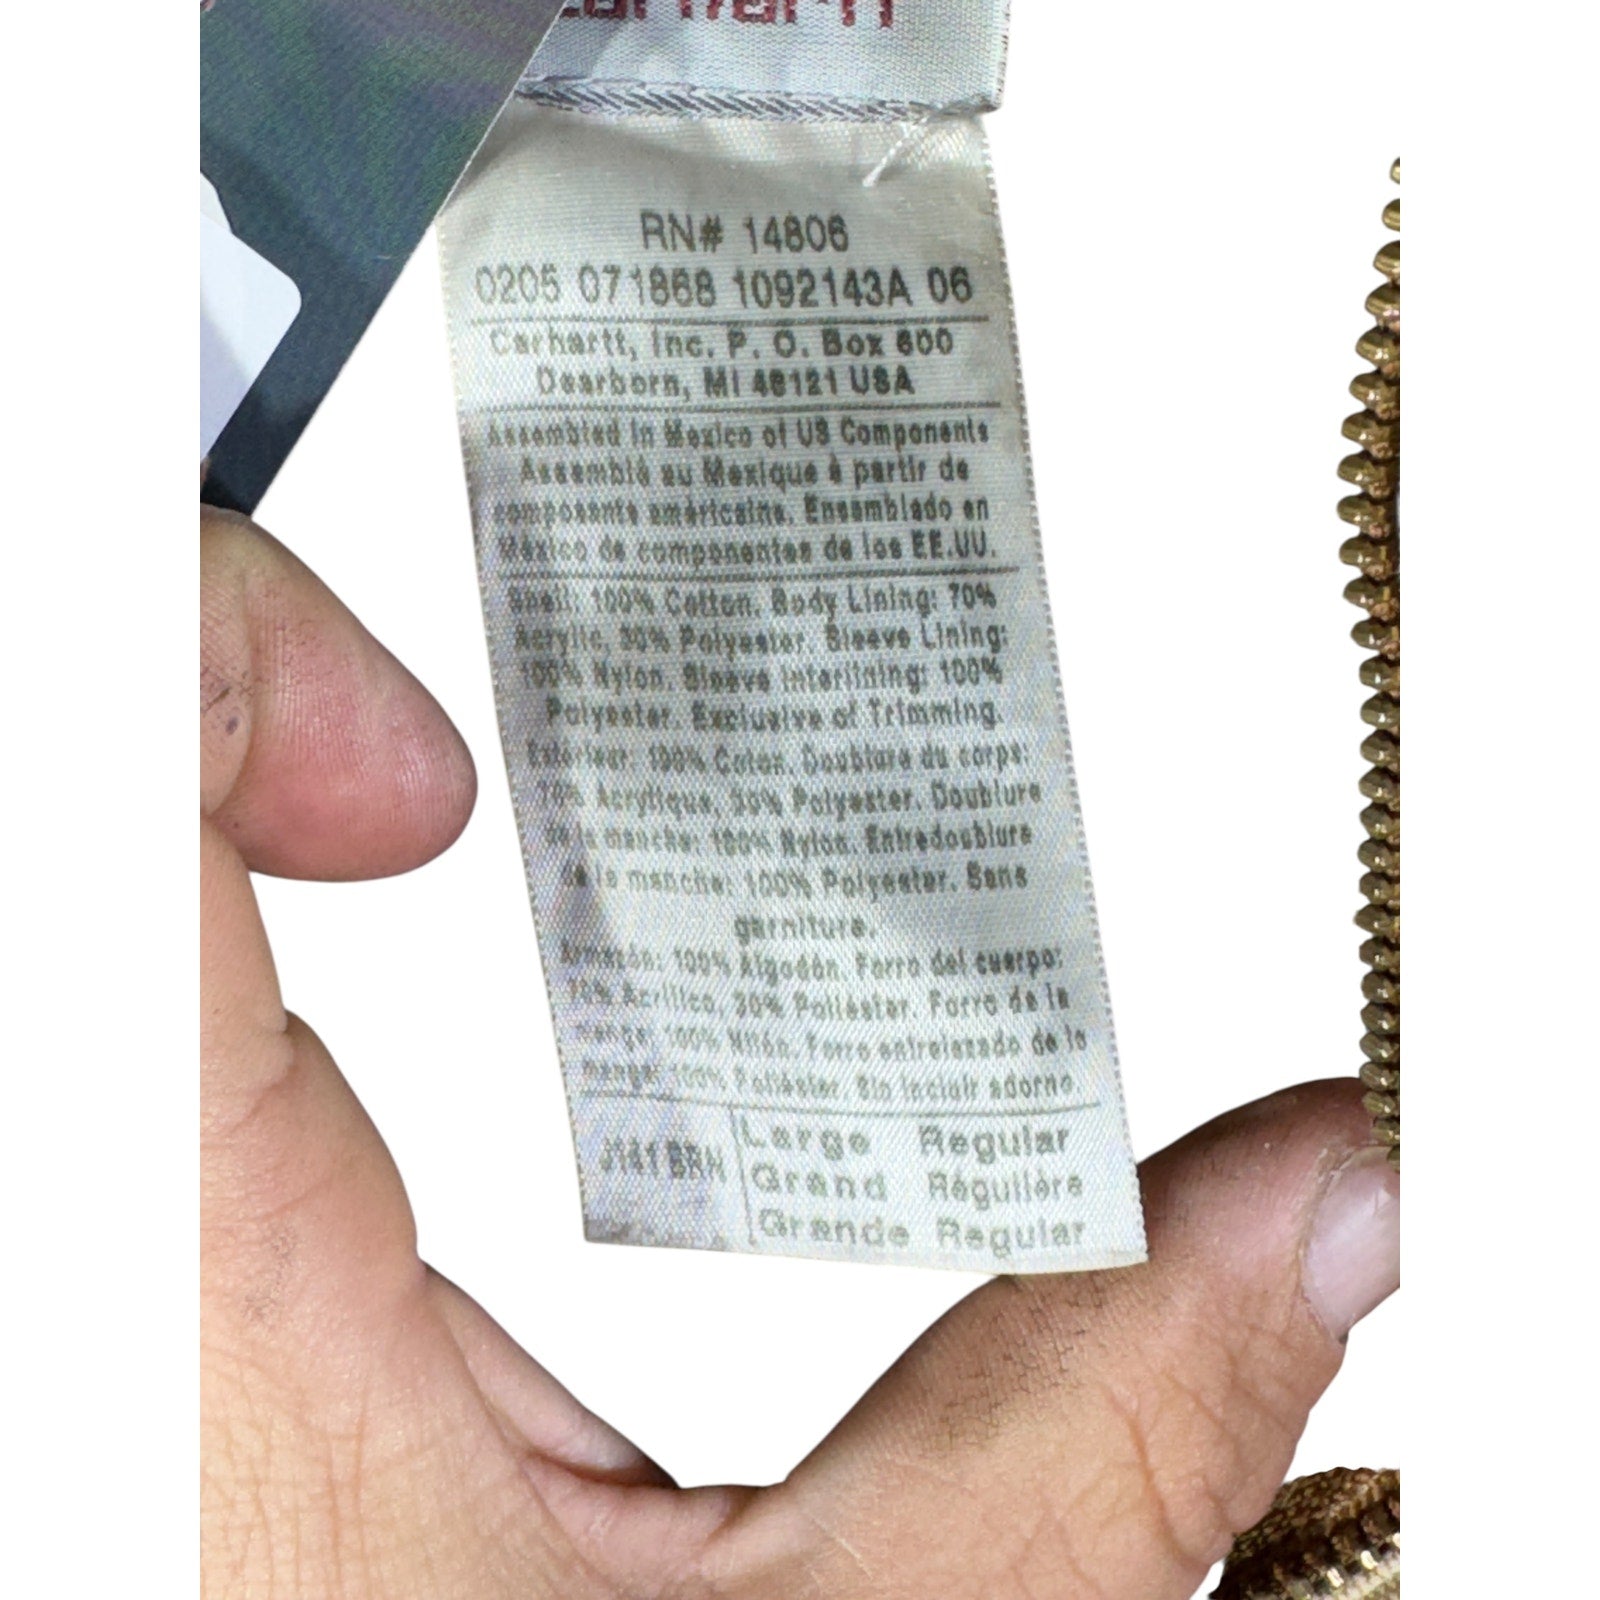 RN# 14806
0205 071868 1092143A 06
Carhartt, Inc. P. O. Box 600
Dearborn, MI 48121 USA
Assembled in Mexico of US Components
Assemblé au Mexique à partir de
composants américains. Ensamblado en
México de componentes de los EE.UU.
Shell: 100% Cotton. Body Lining: 70%
Acrylic, 30% Polyester. Sleeve Lining:
100% Nylon. Sleeve Interlining: 100%
Polyester. Exclusive of Trimming.
Extérieur: 100% Coton. Doublure du corps:
70% Acrylique, 30% Polyester. Doublure
de la manche: 100% Nylon. Entredoublure
de la manche: 100% Polyester. Sans
garniture.
Armazón: 100% Algodón. Forro del cuerpo:
70% Acrílico, 30% Poliéster. Forro de la
manga: 100% Nilón. Forro entrelazado de la
manga: 100% Poliéster. Sin incluir adorno.
J141 BRN
Large Regular
Grand Régulière
Grande Regular